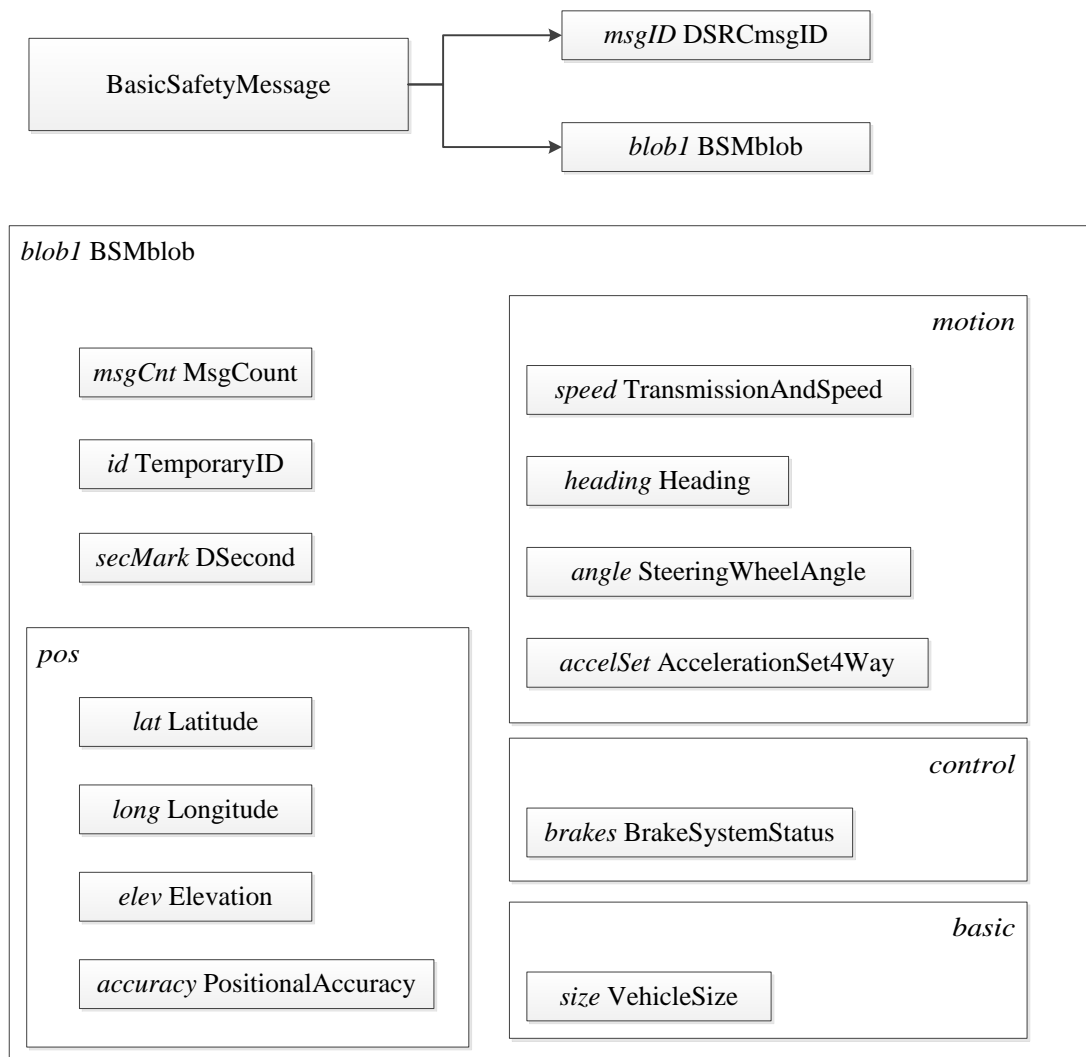 BasicSafetyMessage
msgID DSRCmsgID
blob1 BSMblob
blob1 BSMblob
msgCnt MsgCount
id TemporaryID
secMark DSecond
pos
lat Latitude
long Longitude
elev Elevation
accuracy PositionalAccuracy
motion
speed TransmissionAndSpeed
heading Heading
angle SteeringWheelAngle
accelSet AccelerationSet4Way
control
brakes BrakeSystemStatus
basic
size VehicleSize